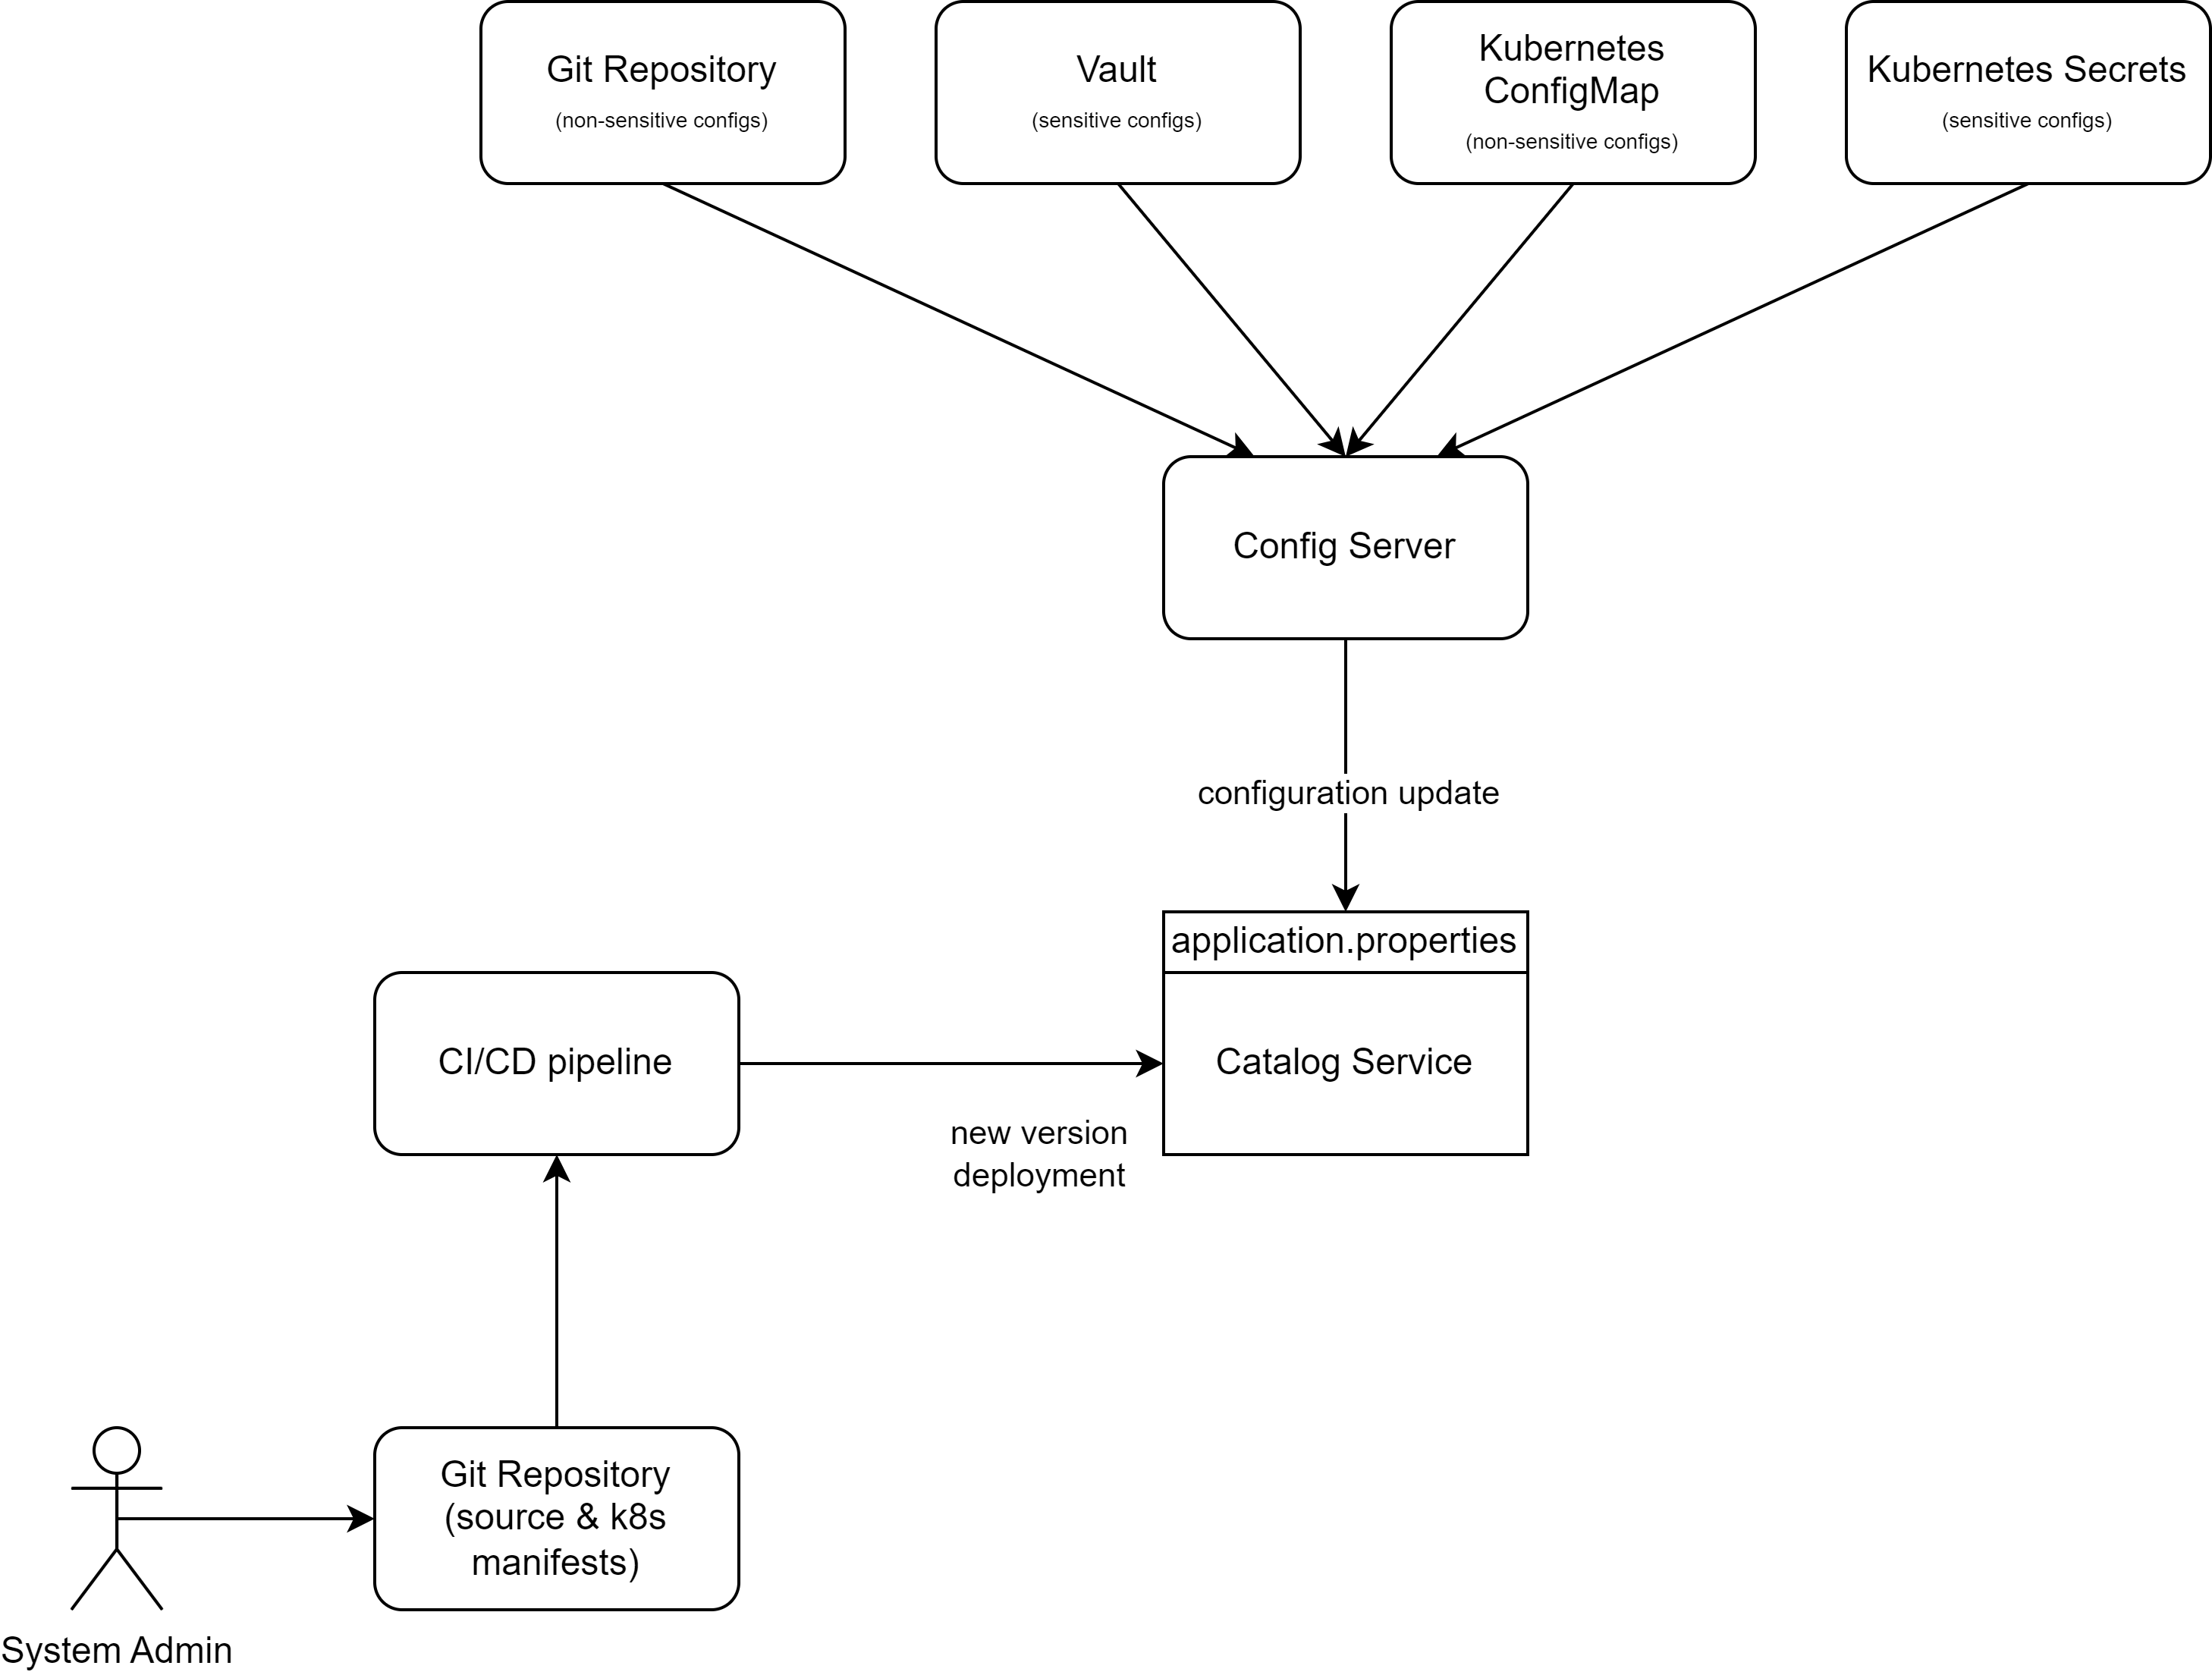 Git Repository
(non-sensitive configs)
Vault
(sensitive configs)
Kubernetes
ConfigMap
(non-sensitive configs)
Kubernetes Secrets
(sensitive configs)
Config Server
configuration update
application.properties
Catalog Service
CI/CD pipeline
new version
deployment
Git Repository
(source & k8s
manifests)
System Admin